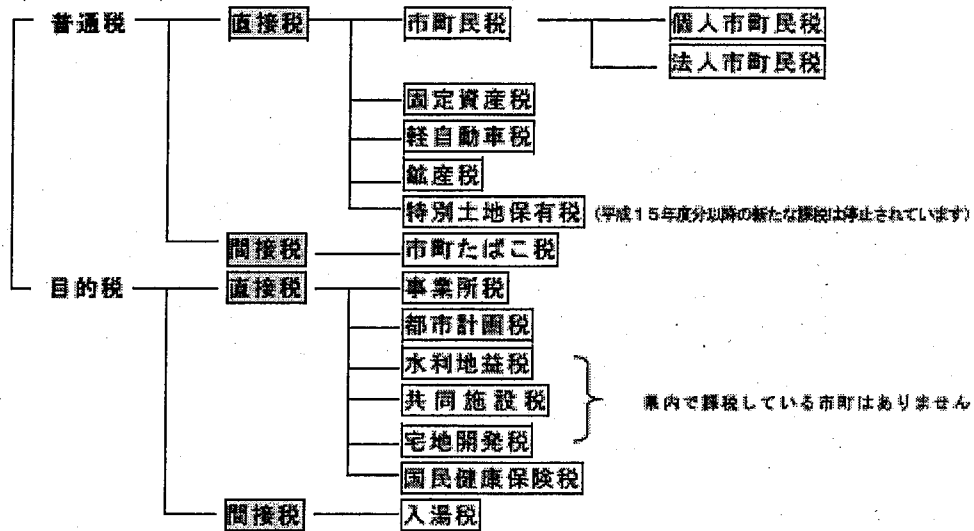 普通税 直接税 市町民税 個人市町民税
法人市町民税
固定資産税
軽自動車税
鉱産税
特別土地保有税 (平成15年度分以降の新たな課税は停止されています)
間接税 市町たばこ税
目的税 直接税 事業所税
都市計画税
水利地益税
共同施設税 県内で課税している市町はありません
宅地開発税
国民健康保険税
間接税 入湯税